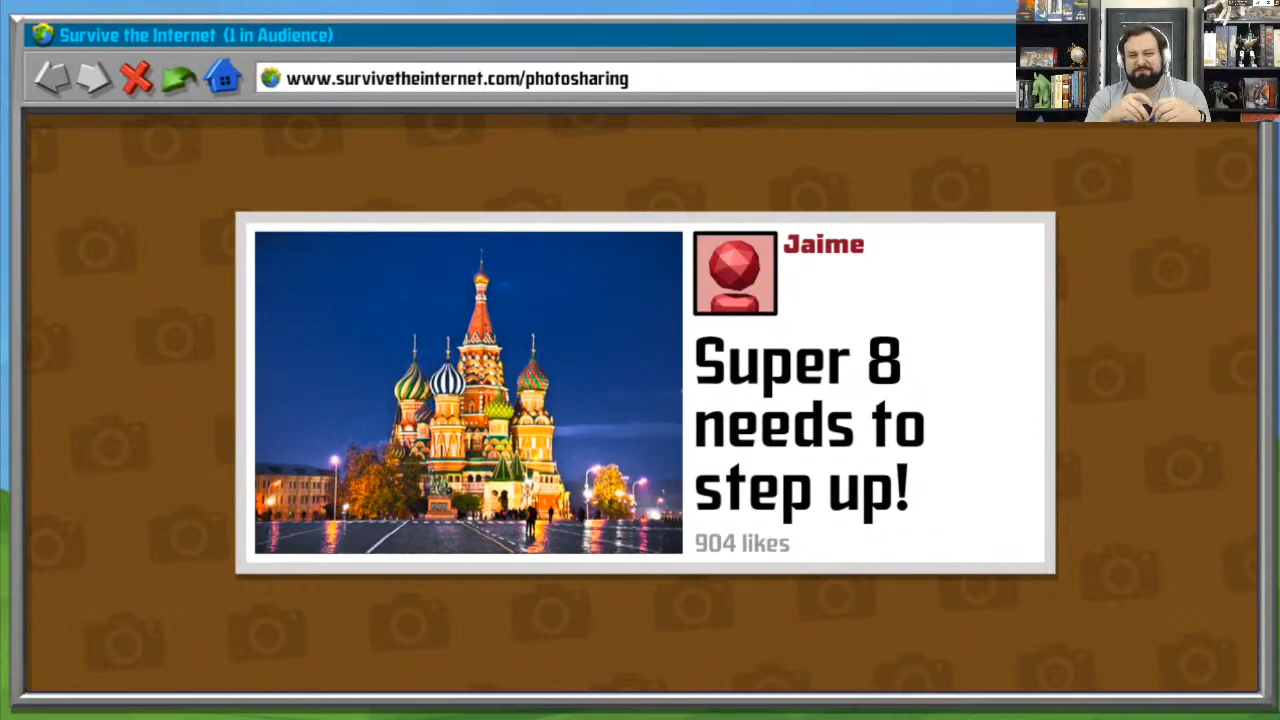 Survive the Internet (1 in Audience)
www.survivetheinternet.com/photosharing
Jaime
Super 8
needs to
step up!
904 likes